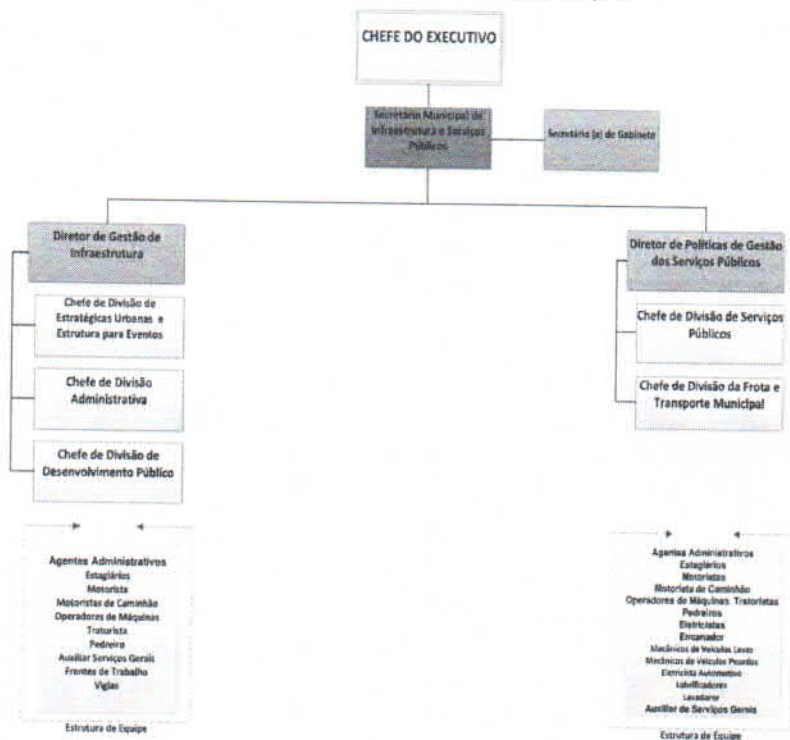 CHEFE DO EXECUTIVO
Secretário Municipal de
Infraestrutura e Serviços
Públicos
Secretário (a) de Gabinete
Diretor de Gestão de
Infraestrutura
Chefe de Divisão de
Estratégicas Urbanas e
Estrutura para Eventos
Chefe de Divisão
Administrativa
Chefe de Divisão de
Desenvolvimento Público
Agentes Administrativos
Estagiários
Motorista
Motoristas de Caminhão
Operadores de Máquinas
Tratorista
Pedreiro
Auxiliar Serviços Gerais
Frentes de Trabalho
Vigias
Estrutura de Equipe
Diretor de Políticas de Gestão
dos Serviços Públicos
Chefe de Divisão de Serviços
Públicos
Chefe de Divisão da Frota e
Transporte Municipal
Agentes Administrativos
Estagiários
Motoristas
Motorista de Caminhão
Operadores de Máquinas Tratoristas
Pedreiros
Eletricistas
Encanador
Mecânicos de Veículos Leves
Mecânicos de Veículos Pesados
Eletricista Automotivo
Lubrificadores
Lavadores
Auxiliar de Serviços Gerais
Estrutura de Equipe